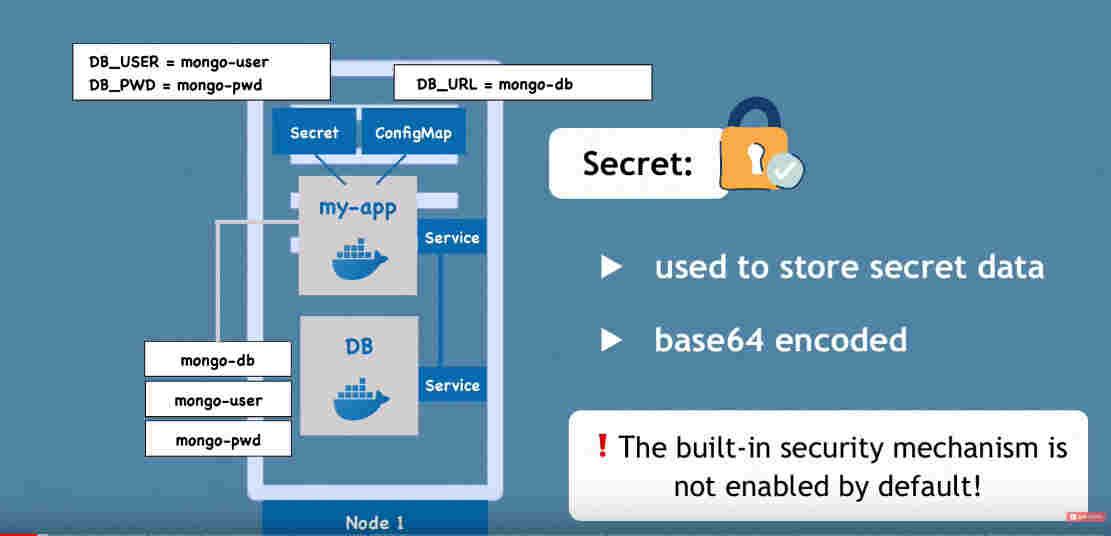 DB_USER = mongo-user
DB_PWD = mongo-pwd
DB_URL = mongo-db
Secret
ConfigMap
my-app
Service
DB
Service
mongo-db
mongo-user
mongo-pwd
Node 1
Secret:
used to store secret data
base64 encoded
! The built-in security mechanism is
not enabled by default!